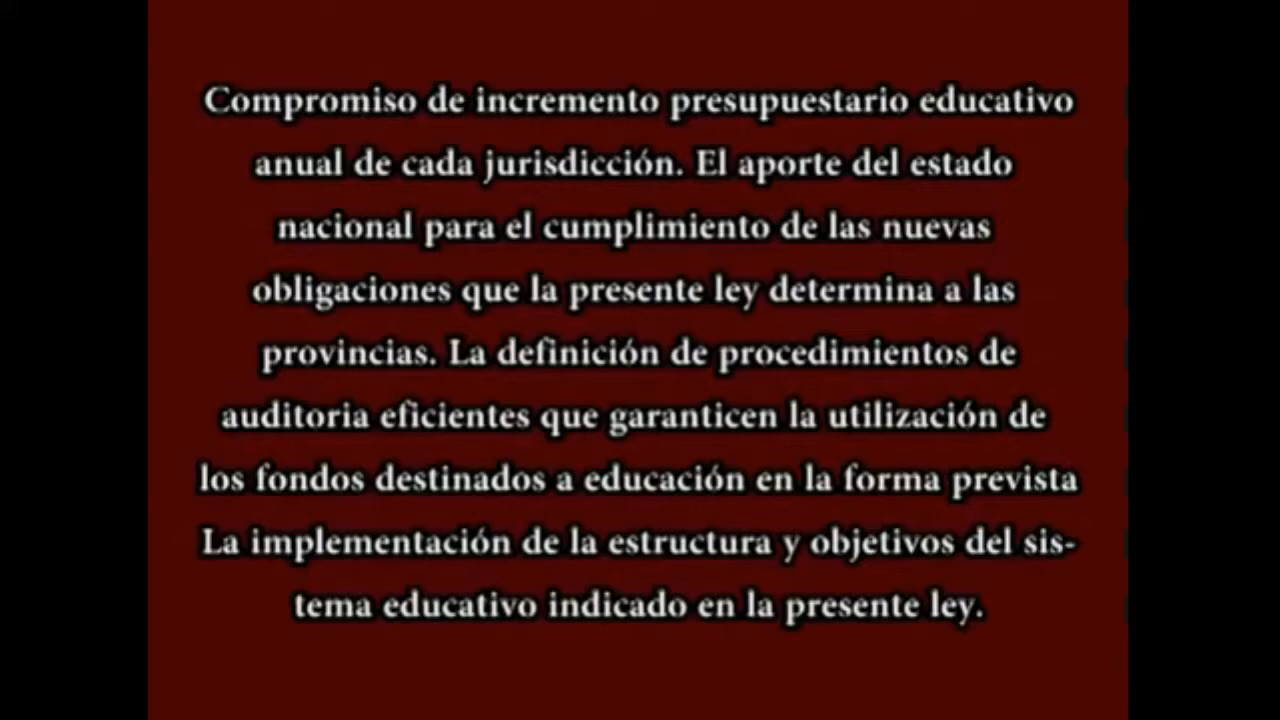 Compromiso de incremento presupuestario educativo
anual de cada jurisdicción. El aporte del estado
nacional para el cumplimiento de las nuevas
obligaciones que la presente ley determina a las
provincias. La definición de procedimientos de
auditoria eficientes que garanticen la utilización de
los fondos destinados a educación en la forma prevista
La implementación de la estructura y objetivos del sis-
tema educativo indicado en la presente ley.